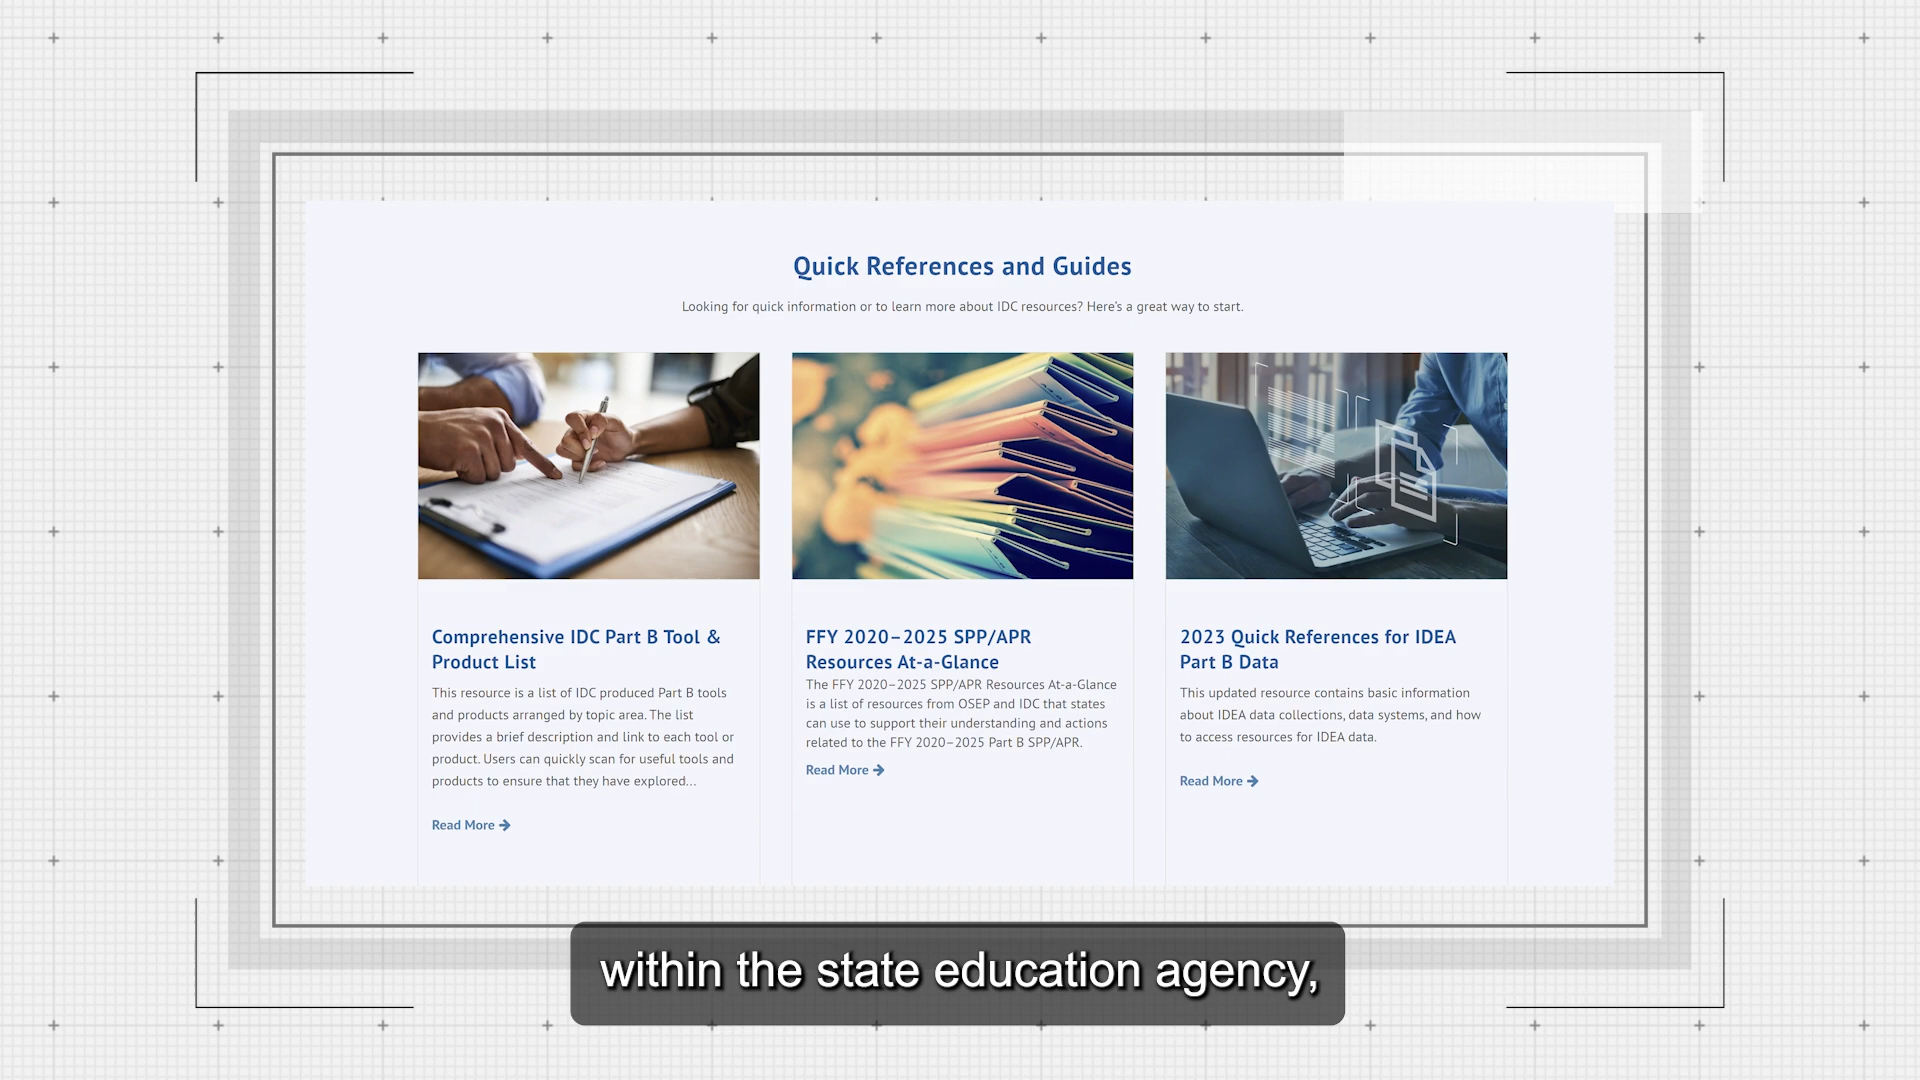 Quick References and Guides
Looking for quick information or to learn more about IDC resources? Here's a great way to start.
Comprehensive IDC Part B Tool &
Product List
This resource is a list of IDC produced Part B tools
and products arranged by topic area. The list
provides a brief description and link to each tool or
product. Users can quickly scan for useful tools and
products to ensure that they have explored...
Read More
FFY 2020–2025 SPP/APR
Resources At-a-Glance
The FFY 2020–2025 SPP/APR Resources At-a-Glance
is a list of resources from OSEP and IDC that states
can use to support their understanding and actions
related to the FFY 2020–2025 Part B SPP/APR.
Read More
2023 Quick References for IDEA
Part B Data
This updated resource contains basic information
about IDEA data collections, data systems, and how
to access resources for IDEA data.
Read More
within the state education agency,